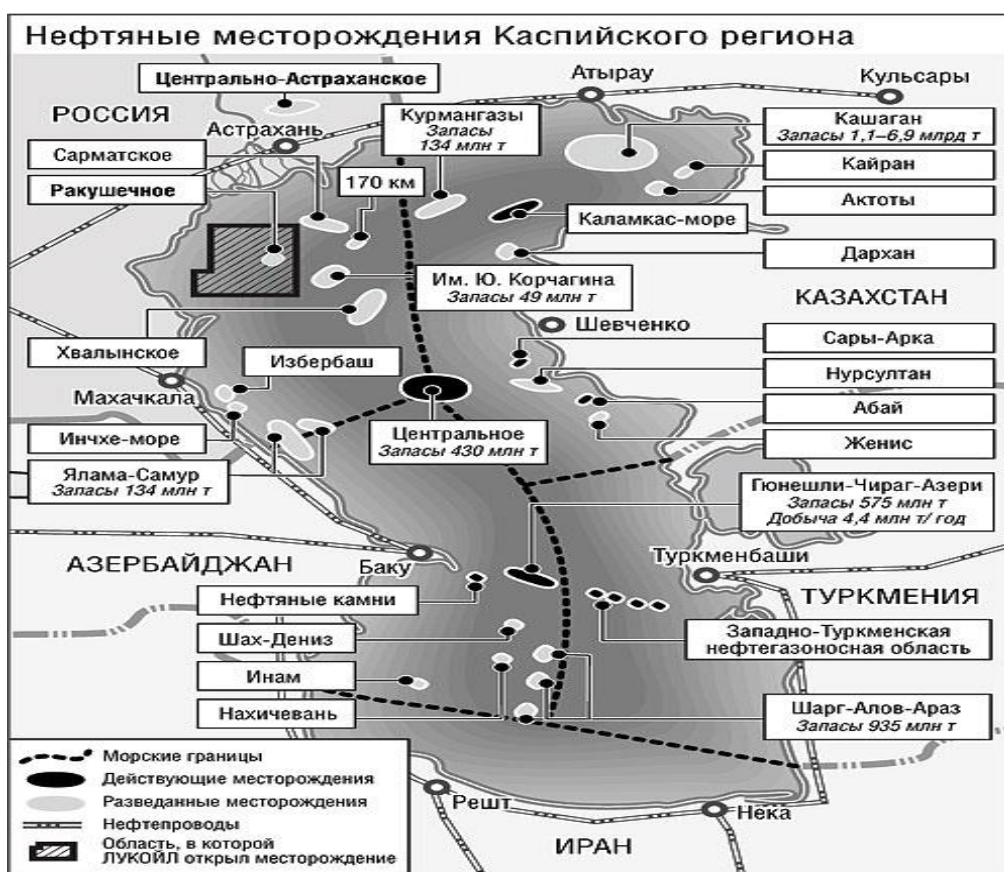 Нефтяные месторождения Каспийского региона
Центрально-Астраханское
РОССИЯ
Астрахань
Атырау
Кульсары
Курмангазы
Запасы
134 млн т
Кашаган
Запасы 1,1–6,9 млрд т
Сарматское
Кайран
Ракушечное
170 км
Актоты
Каламкас-море
Дархан
Им. Ю. Корчагина
Запасы 49 млн т
КАЗАХСТАН
Шевченко
Хвалынское
Избербаш
Сары-Арка
Нурсултан
Махачкала
Абай
Инчхе-море
Центральное
Запасы 430 млн т
Женис
Ялама-Самур
Запасы 134 млн т
Гюнешли-Чираг-Азери
Запасы 575 млн т
Добыча 4,4 млн т/ год
АЗЕРБАЙДЖАН
Баку
Туркменбаши
Нефтяные камни
ТУРКМЕНИЯ
Шах-Дениз
Западно-Туркменская
нефтегазоносная область
Инам
Нахичевань
Шарг-Алов-Араз
Запасы 935 млн т
Морские границы
Действующие месторождения
Разведанные месторождения
Нефтепроводы
Область, в которой
ЛУКОЙЛ открыл месторождение
Решт
Нека
ИРАН